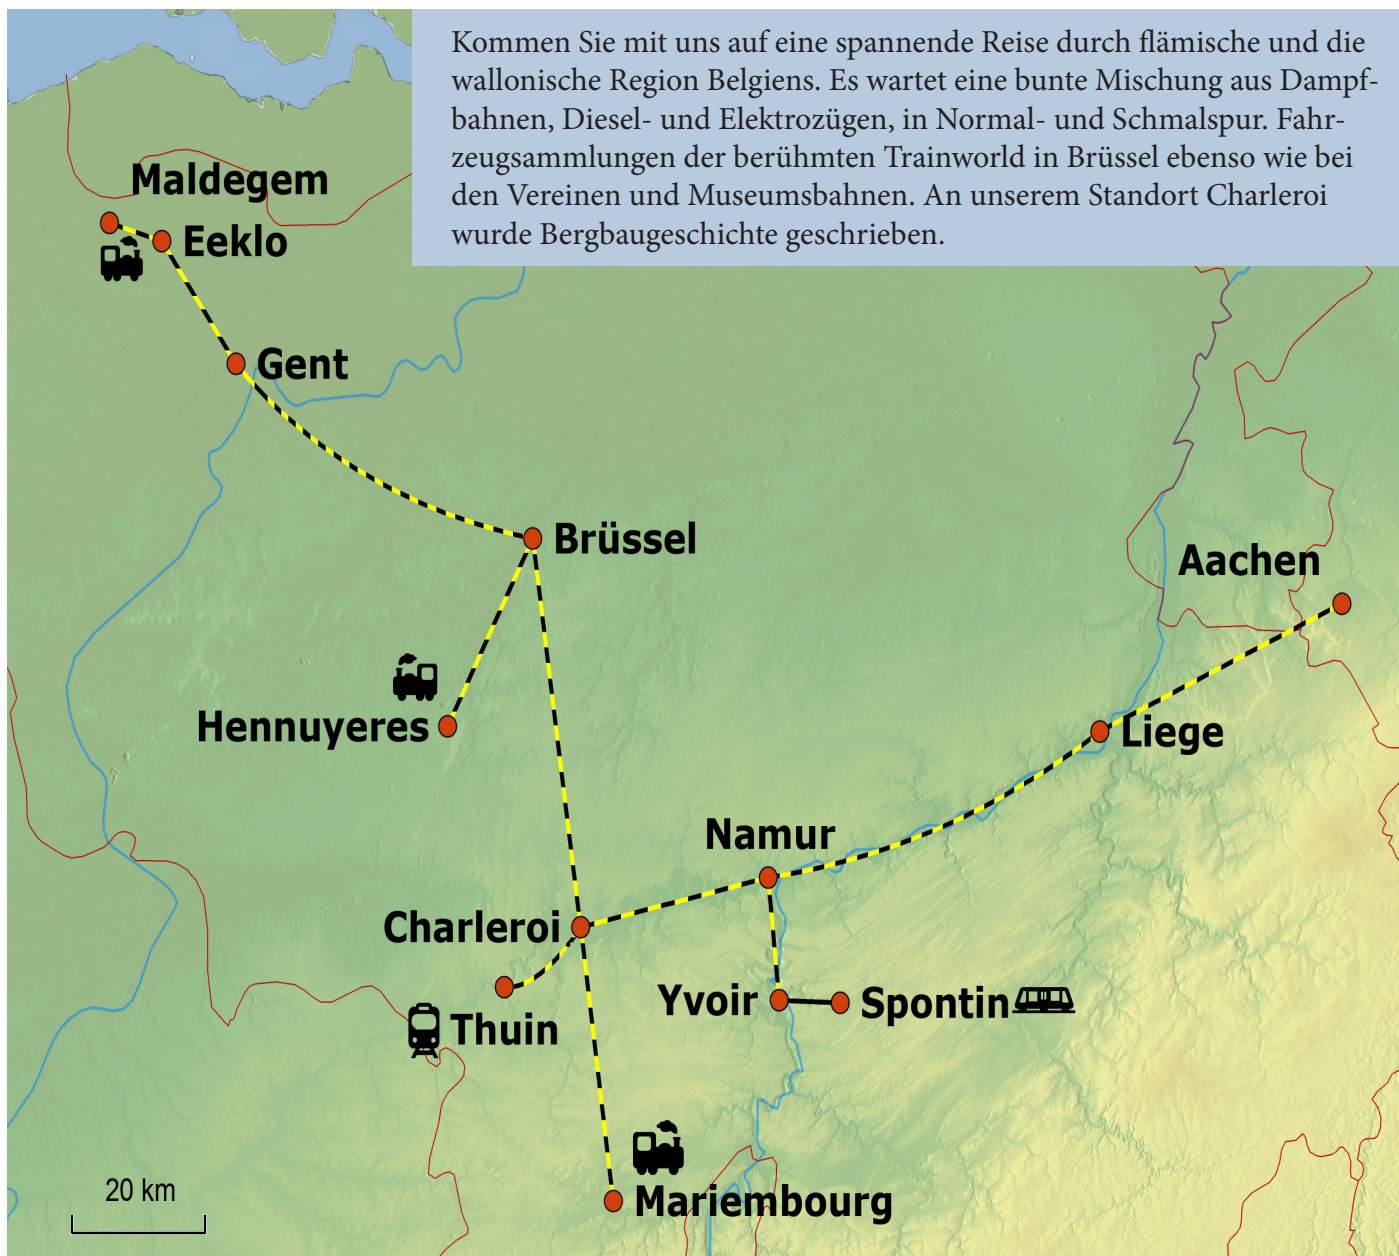 Kommen Sie mit uns auf eine spannende Reise durch flämische und die
wallonische Region Belgiens. Es wartet eine bunte Mischung aus Dampf-
bahnen, Diesel- und Elektrozügen, in Normal- und Schmalspur. Fahr-
zeugsammlungen der berühmten Trainworld in Brüssel ebenso wie bei
den Vereinen und Museumsbahnen. An unserem Standort Charleroi
wurde Bergbaugeschichte geschrieben.
Maldegem
Eeklo
Gent
Brüssel
Aachen
Hennuyeres
Liege
Namur
Charleroi
Yvoir
Spontin
Thuin
Mariembourg
20 km